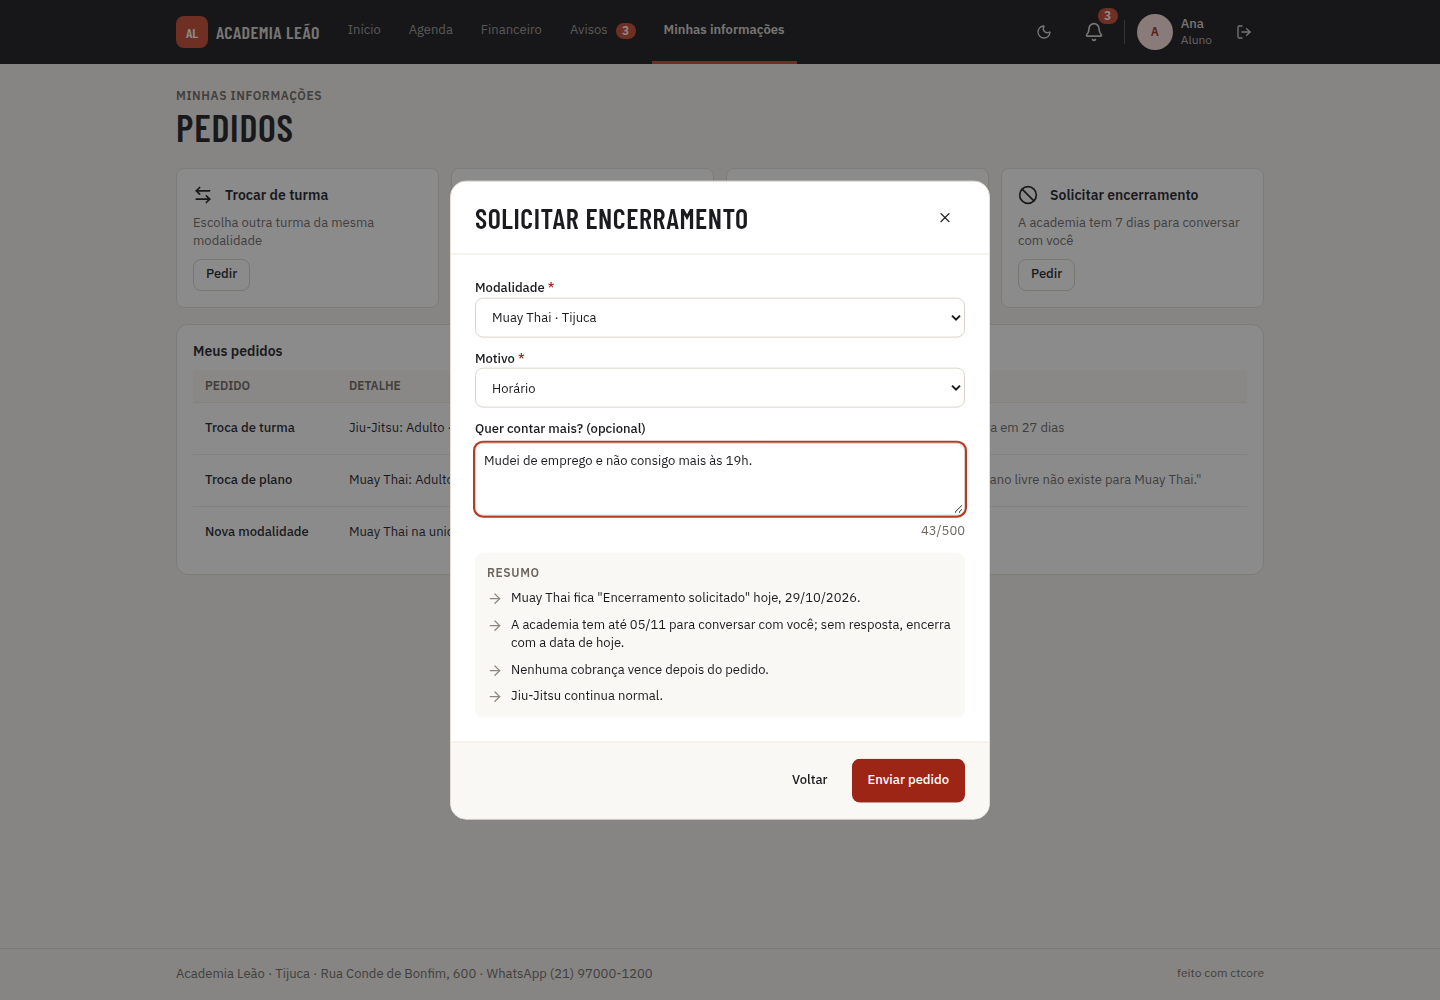 AL ACADEMIA LEÃO Início Agenda Financeiro Avisos 3 Minhas informações 3 A Ana
Aluno
MINHAS INFORMAÇÕES
PEDIDOS
Trocar de turma
Escolha outra turma da mesma
modalidade
Pedir
Solicitar encerramento
A academia tem 7 dias para conversar
com você
Pedir
Meus pedidos
PEDIDO DETALHE
Troca de turma Jiu-Jitsu: Adulto em 27 dias
Troca de plano Muay Thai: livre não existe para Muay Thai."
Nova modalidade Muay Thai na
SOLICITAR ENCERRAMENTO
Modalidade *
Muay Thai · Tijuca
Motivo *
Horário
Quer contar mais? (opcional)
Mudei de emprego e não consigo mais às 19h.
43/500
RESUMO
Muay Thai fica "Encerramento solicitado" hoje, 29/10/2026.
A academia tem até 05/11 para conversar com você; sem resposta, encerra
com a data de hoje.
Nenhuma cobrança vence depois do pedido.
Jiu-Jitsu continua normal.
Voltar Enviar pedido
Academia Leão · Tijuca · Rua Conde de Bonfim, 600 · WhatsApp (21) 97000-1200 feito com ctcore